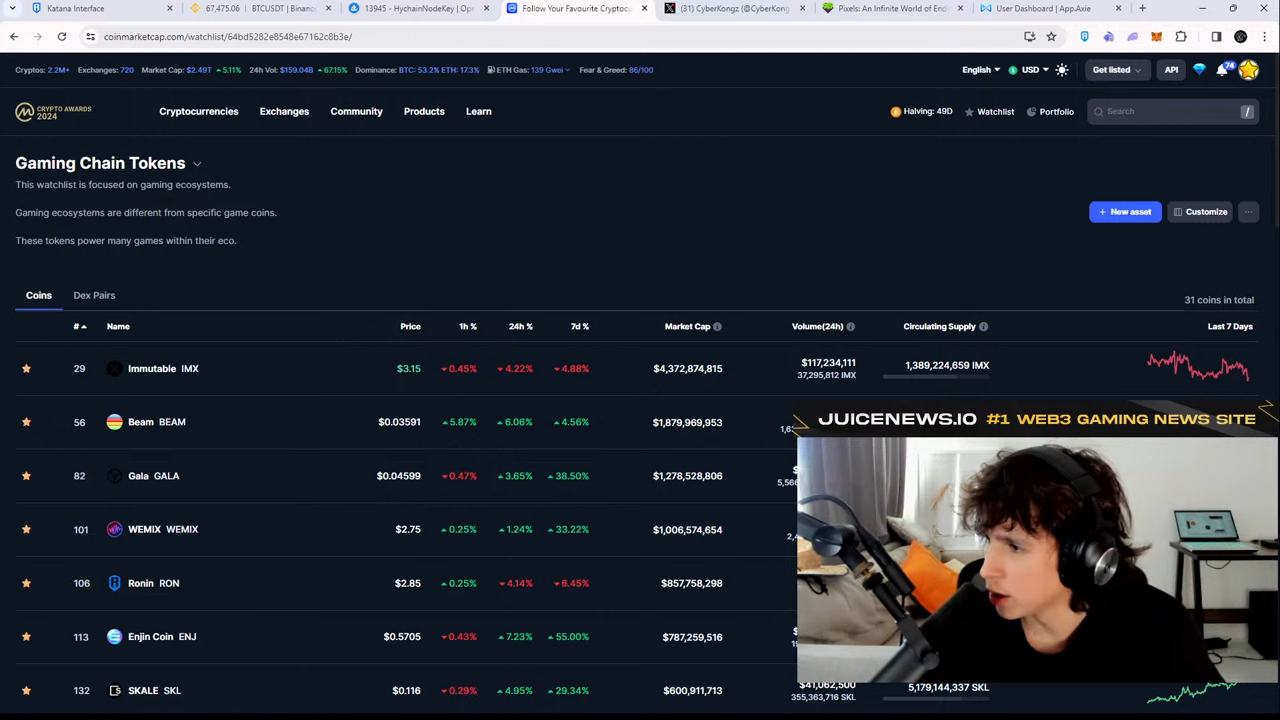 Katana Interface
67,475.06 BTCUSDT | Binanc
13945 - HychainNodeKey | Ope
Follow Your Favourite Cryptocu
(31) CyberKongz (@CyberKong
Pixels: An Infinite World of End
User Dashboard | App.Axie
coinmarketcap.com/watchlist/64bd5282e8548e67162c8b3e/
Cryptos: 2.2M+ Exchanges: 720 Market Cap: $2.49T 5.11% 24h Vol: $159.04B 67.15% Dominance: BTC: 53.2% ETH: 17.3% ETH Gas: 139 Gwei Fear & Greed: 86/100
English USD Get listed API 74
CRYPTO AWARDS
2024
Cryptocurrencies Exchanges Community Products Learn
Halving: 49D Watchlist Portfolio Search /
Gaming Chain Tokens
This watchlist is focused on gaming ecosystems.
Gaming ecosystems are different from specific game coins.
These tokens power many games within their eco.
+ New asset Customize ...
Coins Dex Pairs
31 coins in total
# Name Price 1h % 24h % 7d % Market Cap Volume(24h) Circulating Supply Last 7 Days
29 Immutable IMX $3.15 0.45% 4.22% 4.88% $4,372,874,815 $117,234,111 1,389,224,659 IMX
37,295,812 IMX
56 Beam BEAM $0.03591 5.87% 6.06% 4.56% $1,879,969,953
82 Gala GALA $0.04599 0.47% 3.65% 38.50% $1,278,528,806
101 WEMIX WEMIX $2.75 0.25% 1.24% 33.22% $1,006,574,654
106 Ronin RON $2.85 0.25% 4.14% 6.45% $857,758,298
113 Enjin Coin ENJ $0.5705 0.43% 7.23% 55.00% $787,259,516
132 SKALE SKL $0.116 0.29% 4.95% 29.34% $600,911,713 $41,062,500 5,179,144,337 SKL
355,363,716 SKL
JUICENEWS.IO #1 WEB3 GAMING NEWS SITE